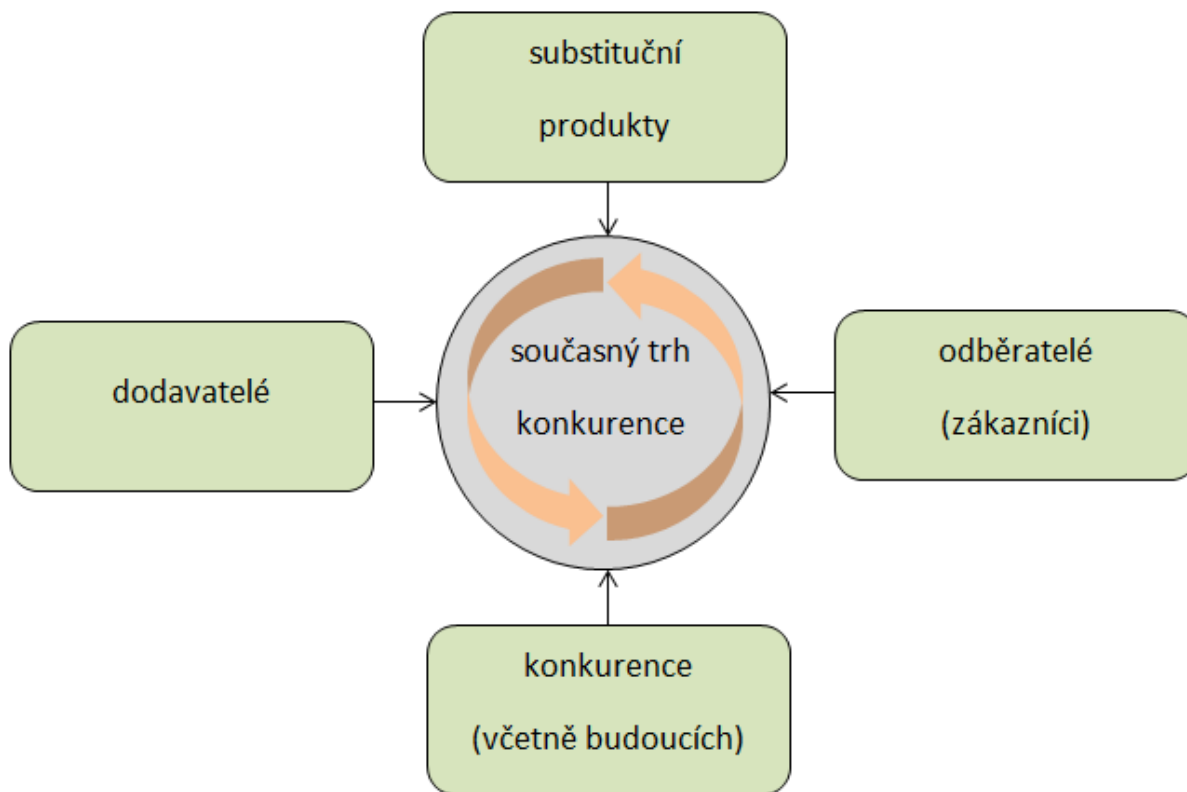 substituční
produkty
dodavatelé
současný trh
konkurence
odběratelé
(zákazníci)
konkurence
(včetně budoucích)